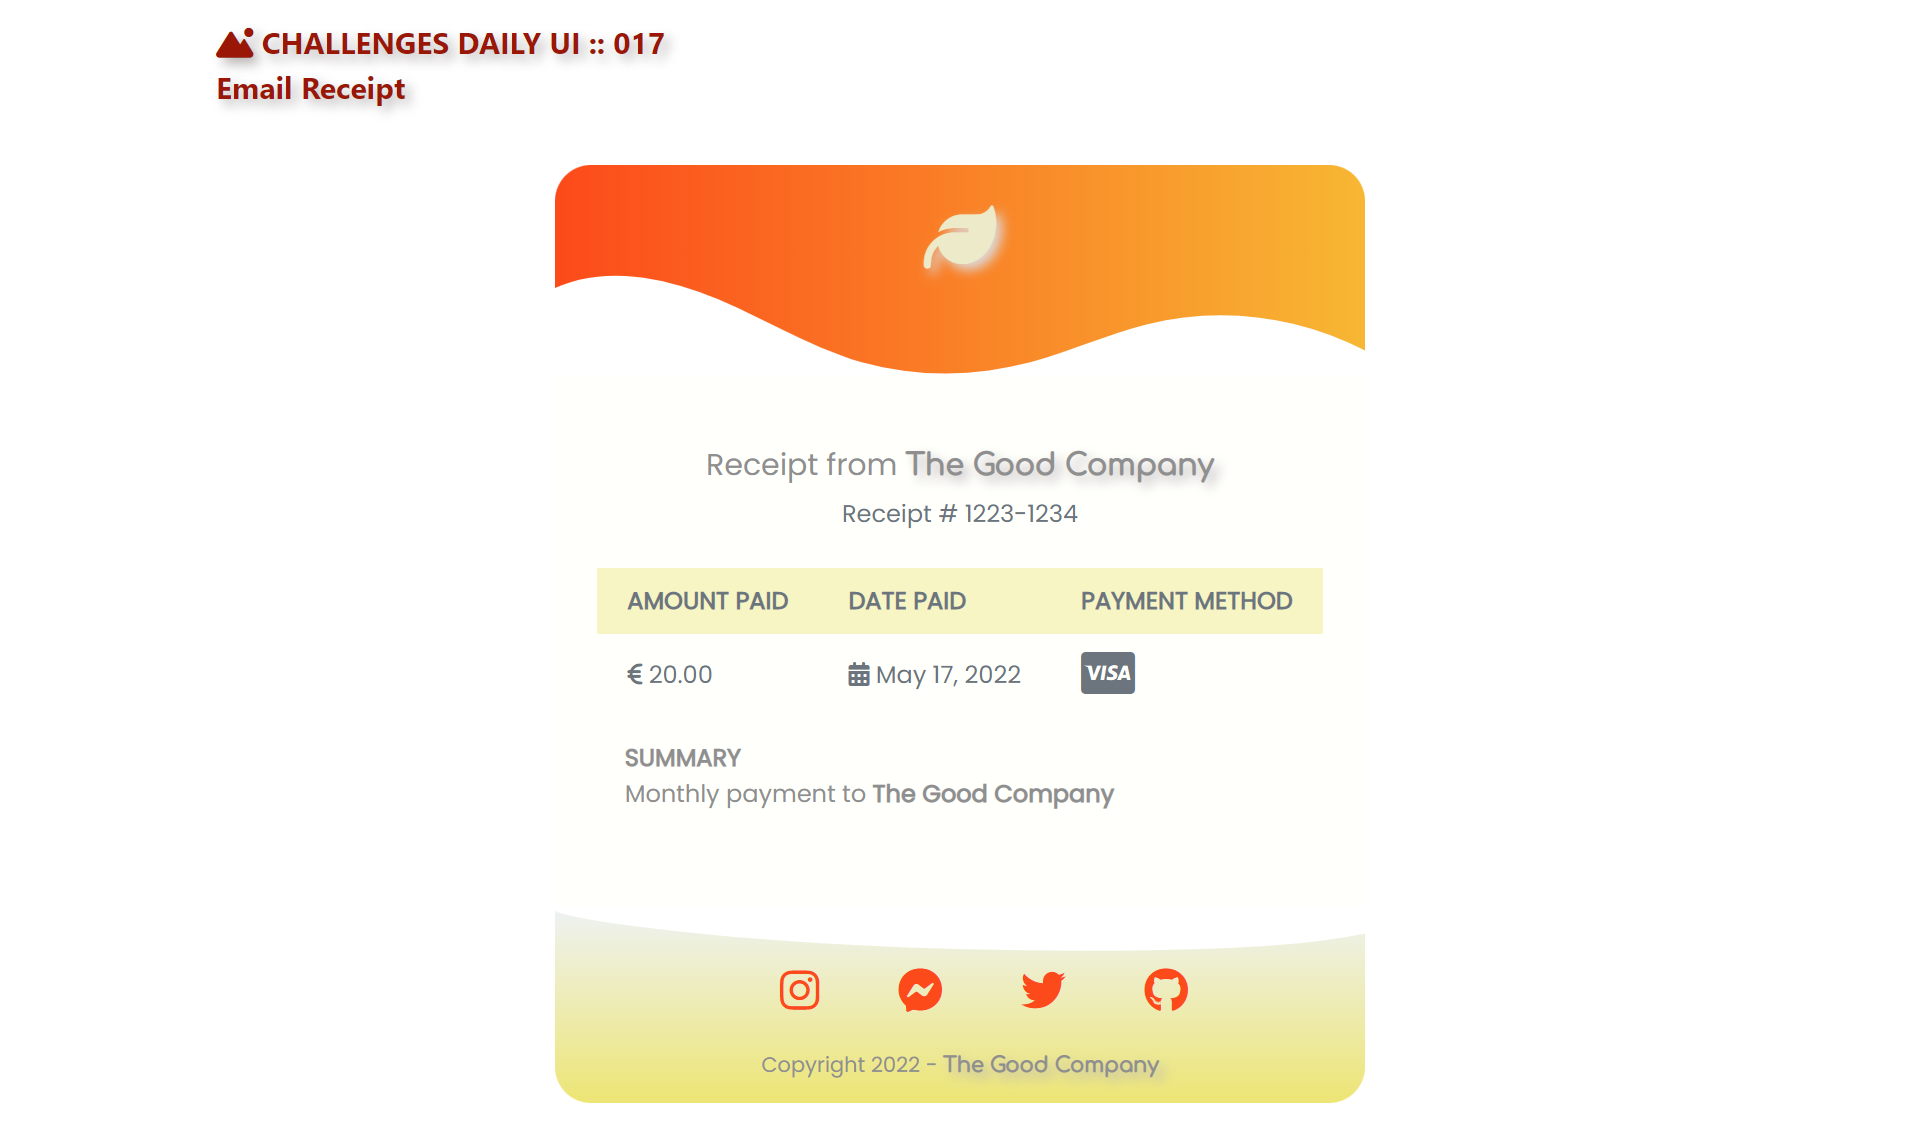 CHALLENGES DAILY UI :: 017
Email Receipt
Receipt from The Good Company
Receipt # 1223-1234
AMOUNT PAID DATE PAID PAYMENT METHOD
€ 20.00 May 17, 2022 VISA
SUMMARY
Monthly payment to The Good Company
Copyright 2022 - The Good Company